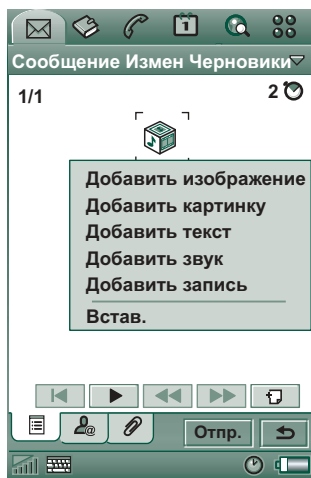 Сообщение Измен Черновики
1/1
2
Добавить изображение
Добавить картинку
Добавить текст
Добавить звук
Добавить запись
Встав.
Отпр.